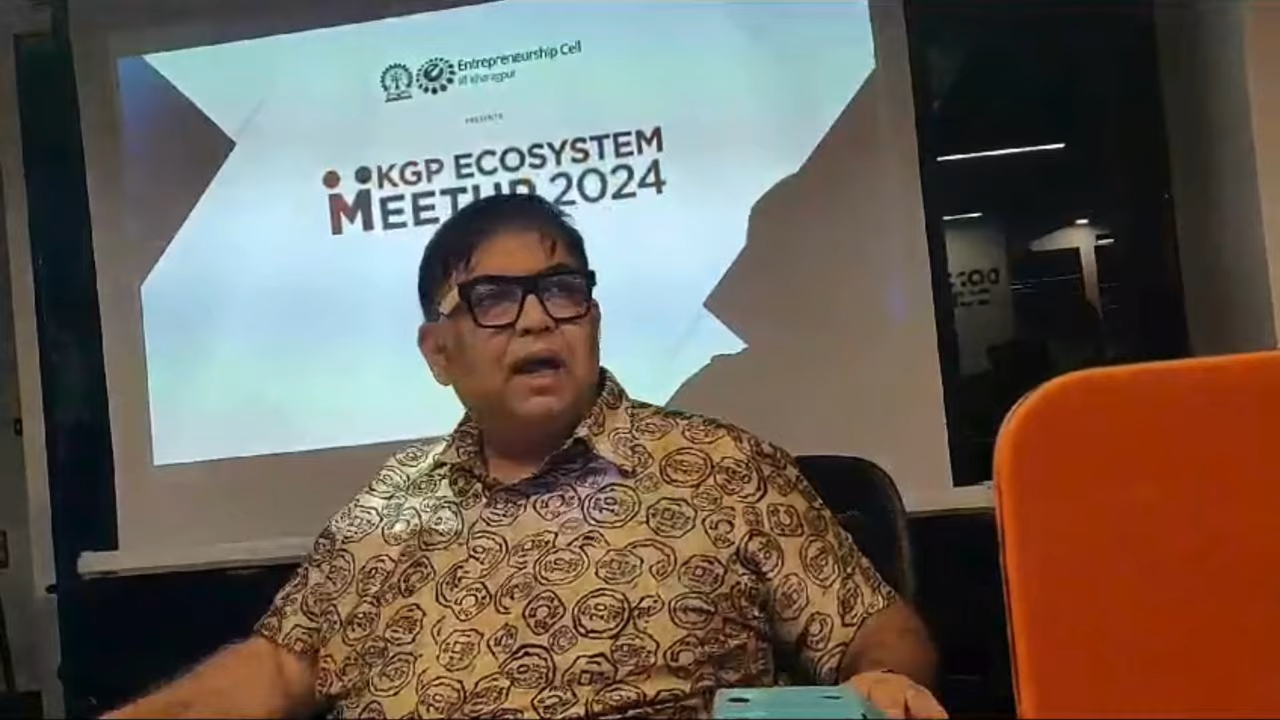 Entrepreneurship Cell
IIT Kharagpur
PRESENTS
KGP ECOSYSTEM
MEETUP 2024